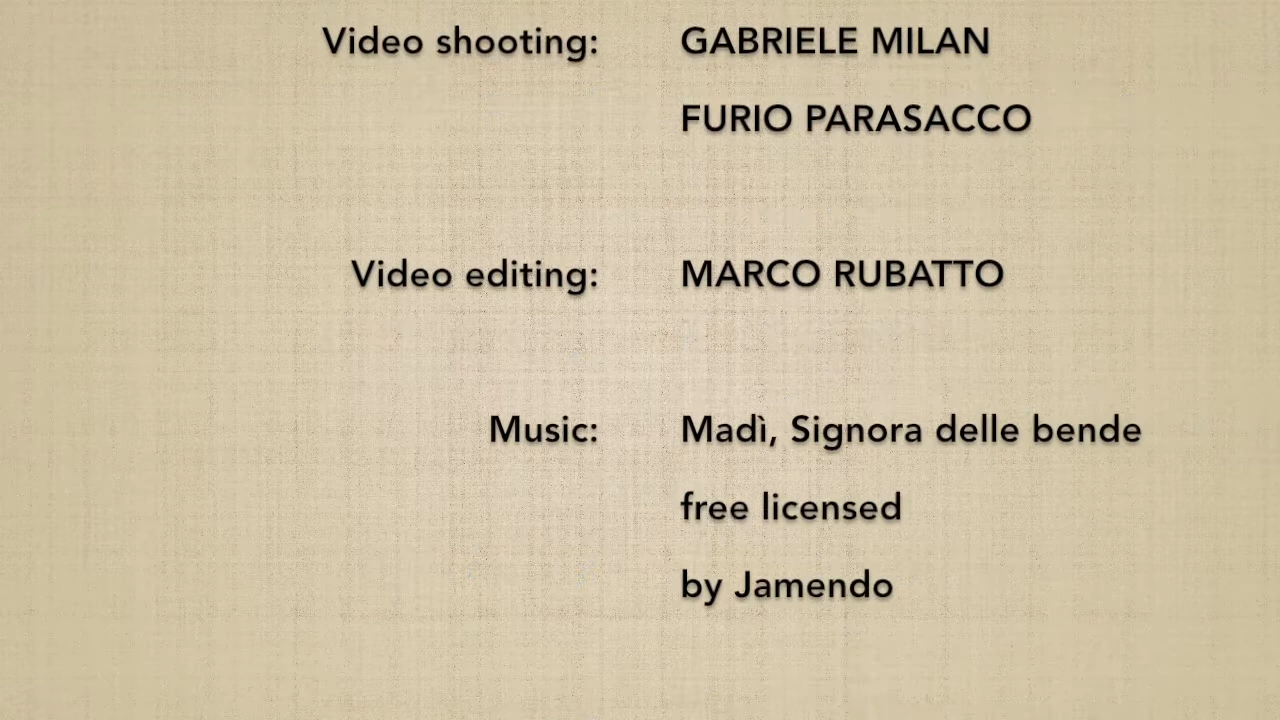 Video shooting: GABRIELE MILAN
FURIO PARASACCO
Video editing: MARCO RUBATTO
Music: Madì, Signora delle bende
free licensed
by Jamendo